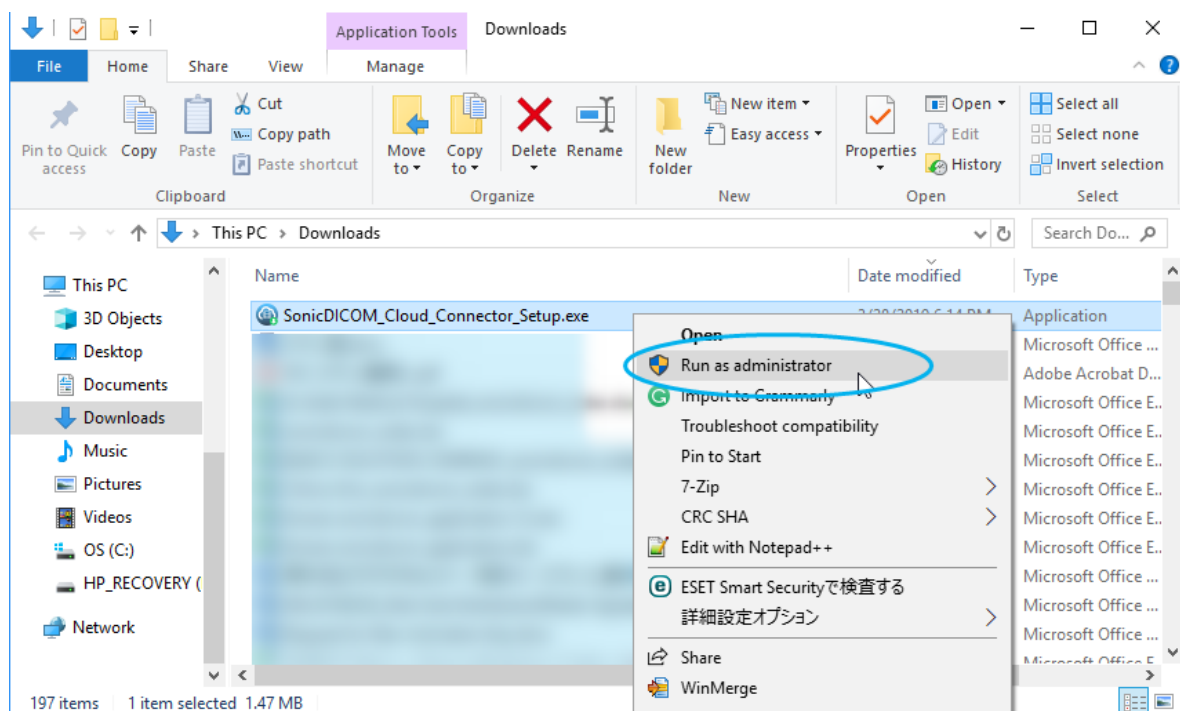 Application Tools
Downloads
File
Home
Share
View
Manage
Pin to Quick access
Copy
Paste
Cut
Copy path
Paste shortcut
Move to
Copy to
Delete
Rename
New folder
New item
Easy access
Properties
Open
Edit
History
Select all
Select none
Invert selection
Clipboard
Organize
New
Open
Select
This PC > Downloads
Search Do...
This PC
3D Objects
Desktop
Documents
Downloads
Music
Pictures
Videos
OS (C:)
HP_RECOVERY (
Network
Name
Date modified
Type
SonicDICOM_Cloud_Connector_Setup.exe
Application
Microsoft Office ...
Adobe Acrobat D...
Microsoft Office E..
Microsoft Office E..
Microsoft Office E..
Microsoft Office E..
Microsoft Office E..
Microsoft Office E..
Microsoft Office ...
Microsoft Office ...
Microsoft Office ...
Microsoft Office E
Open
Run as administrator
Import to Grammarly
Troubleshoot compatibility
Pin to Start
7-Zip
CRC SHA
Edit with Notepad++
ESET Smart Securityで検査する
詳細設定オプション
Share
WinMerge
197 items
1 item selected 1.47 MB